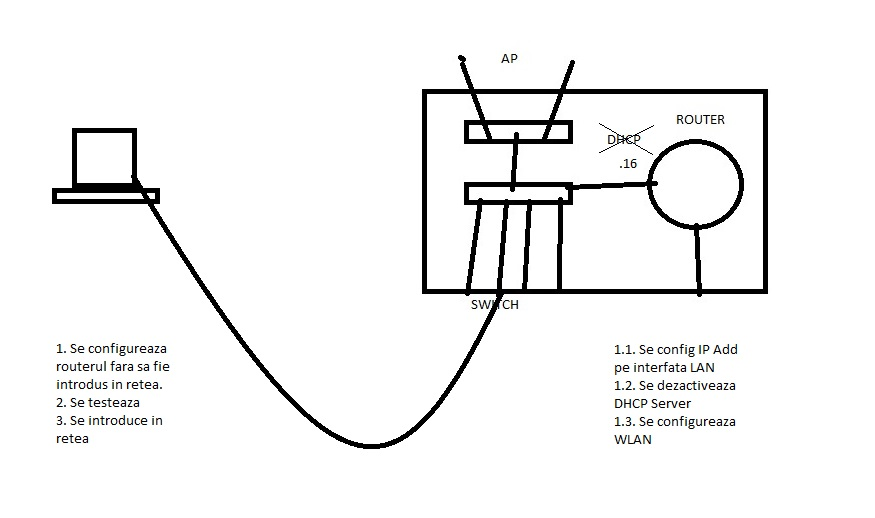 AP
ROUTER
DHCP
.16
SWITCH
1. Se configureaza
routerul fara sa fie
introdus in retea.
2. Se testeaza
3. Se introduce in
retea
1.1. Se config IP Add
pe interfata LAN
1.2. Se dezactiveaza
DHCP Server
1.3. Se configureaza
WLAN